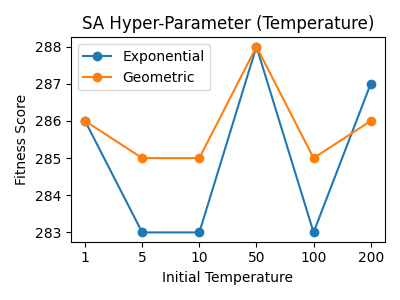 SA Hyper-Parameter (Temperature)
Exponential
Geometric
Fitness Score
288
287
286
285
284
283
1 5 10 50 100 200
Initial Temperature